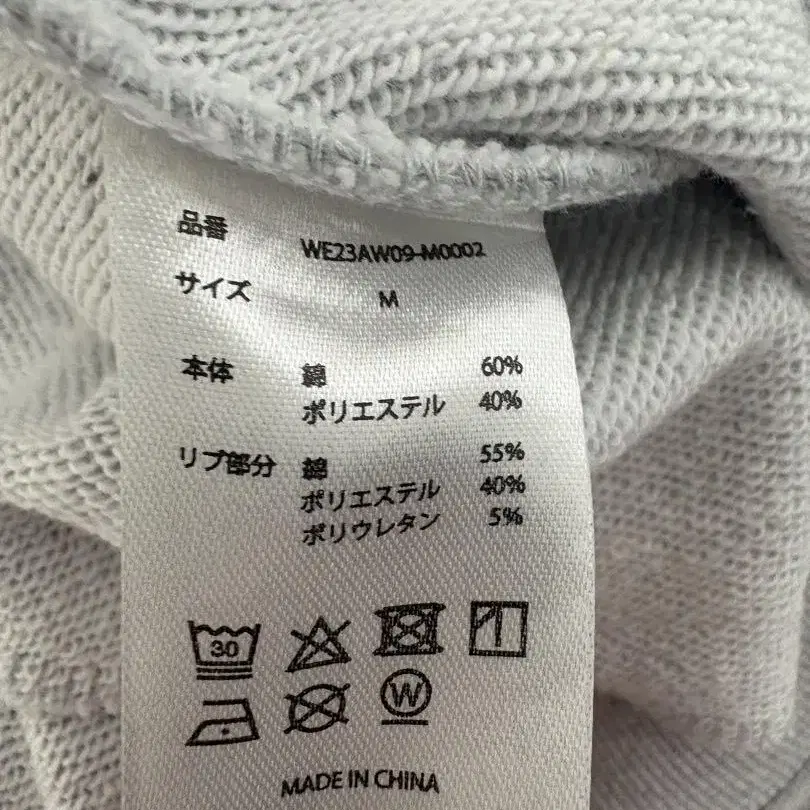 品番 WE23AW09-M0002
サイズ M
本体 綿 60%
ポリエステル 40%
リブ部分 綿 55%
ポリエステル 40%
ポリウレタン 5%
30
W
MADE IN CHINA